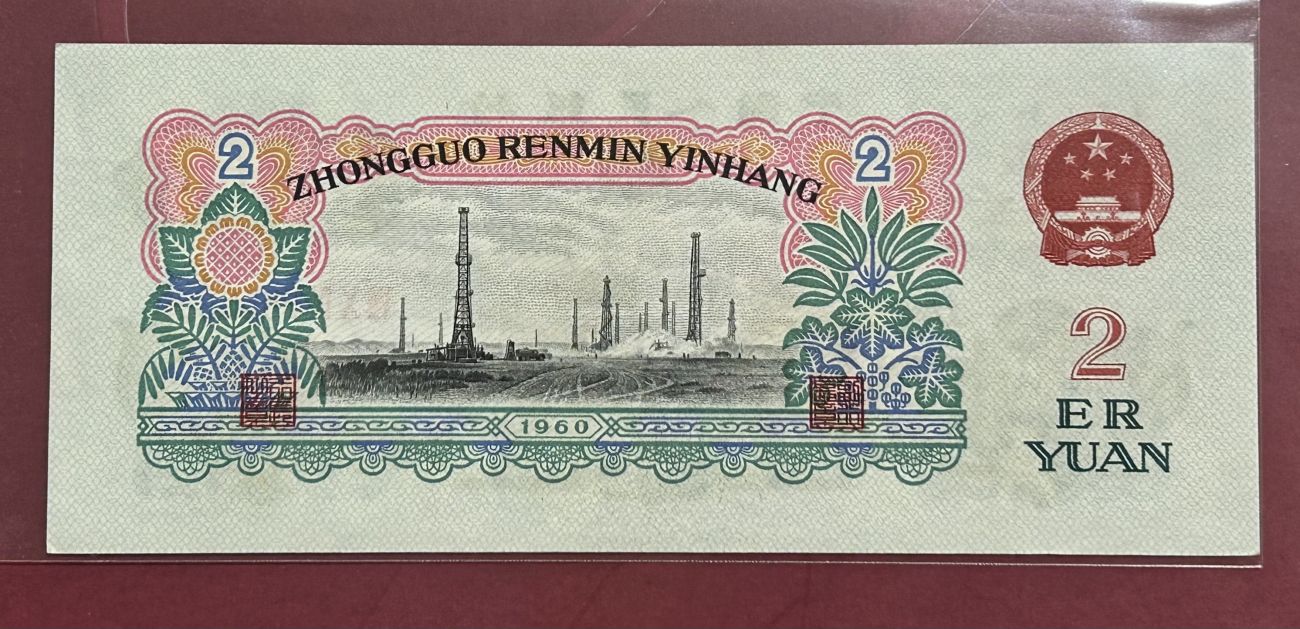 2
ZHONGGUO RENMIN YINHANG
2
1960
2
ER
YUAN